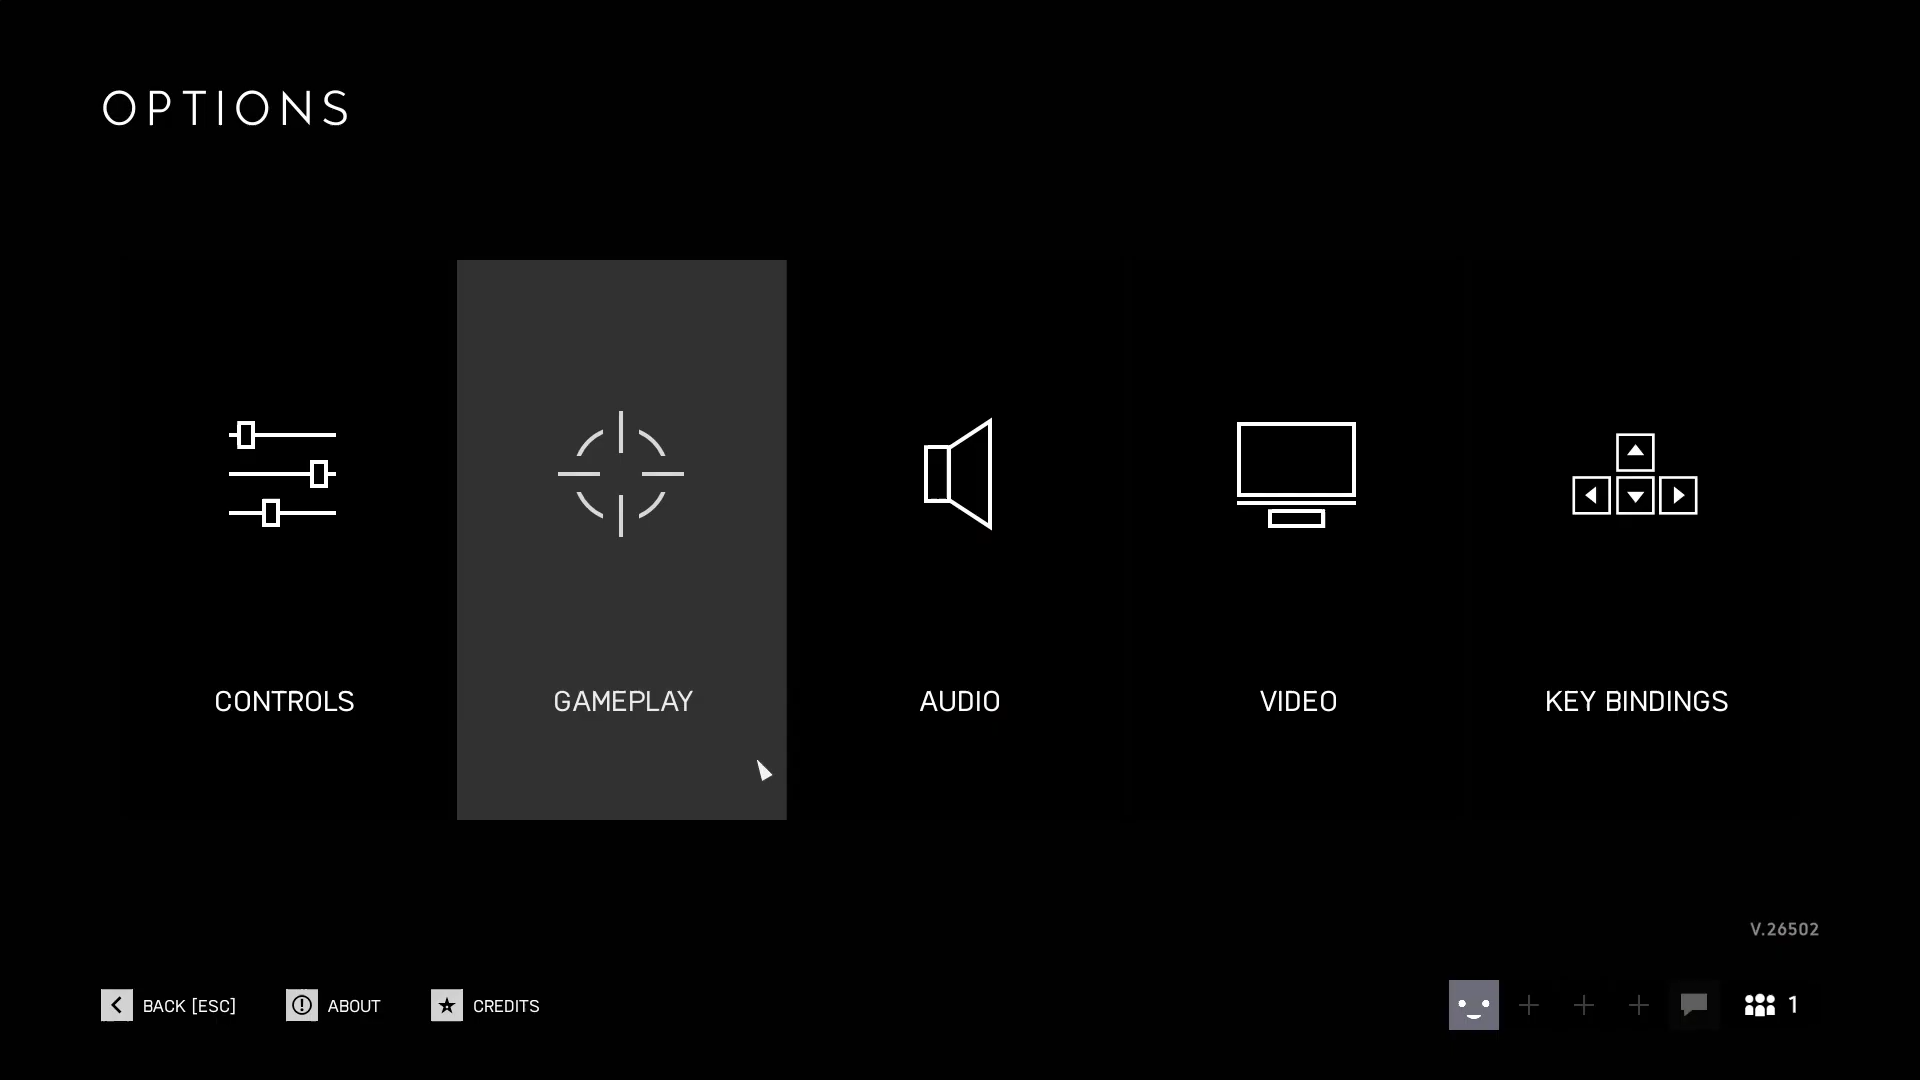 OPTIONS
CONTROLS
GAMEPLAY
AUDIO
VIDEO
KEY BINDINGS
V.26502
BACK [ESC]
ABOUT
CREDITS
1